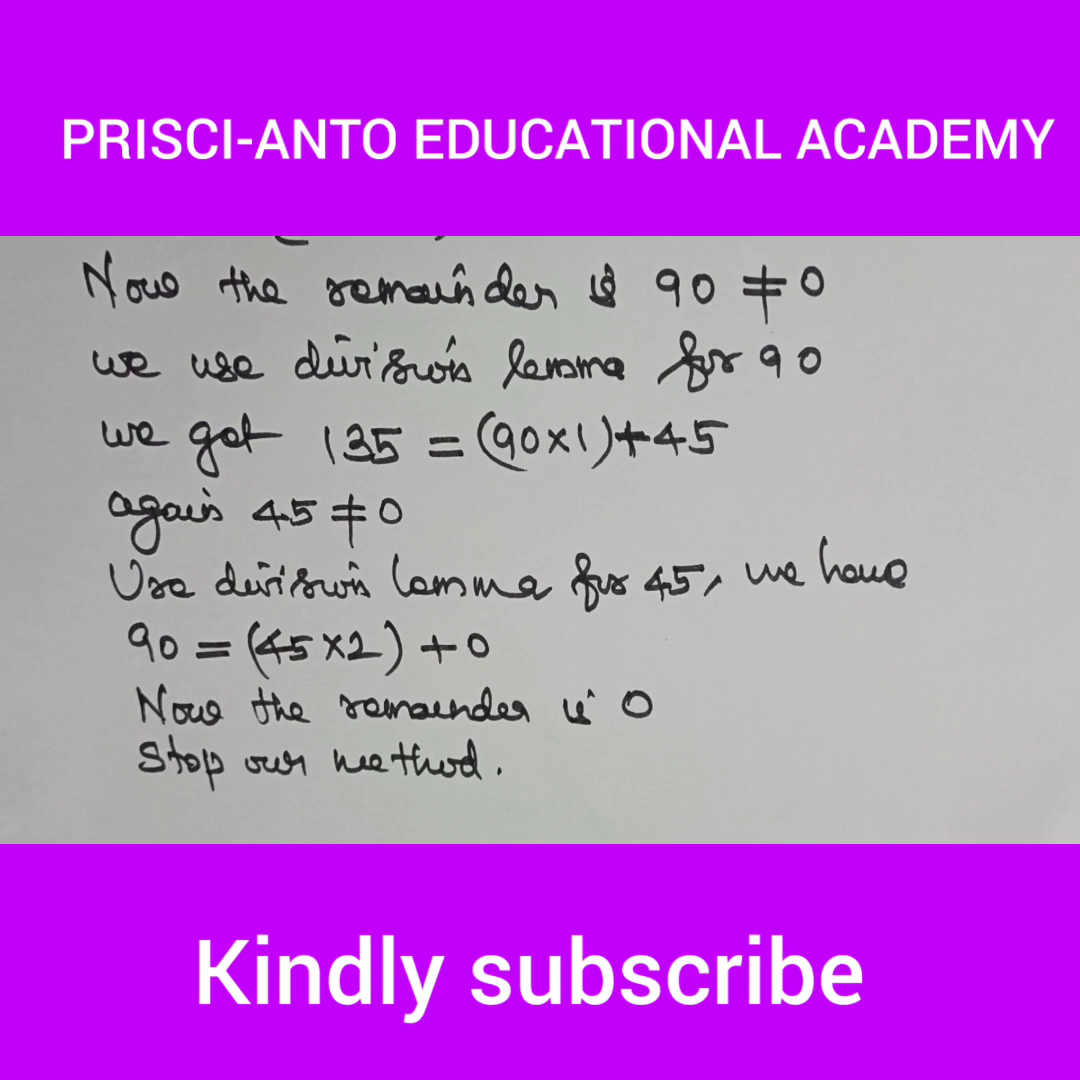 PRISCI-ANTO EDUCATIONAL ACADEMY
Now the remainder is 90 ≠ 0
we use division lemma for 90
we get 135 = (90×1)+45
again 45 ≠ 0
Use division lemma for 45, we have
90 = (45×2) + 0
Now the remainder is 0
Stop our method.
Kindly subscribe